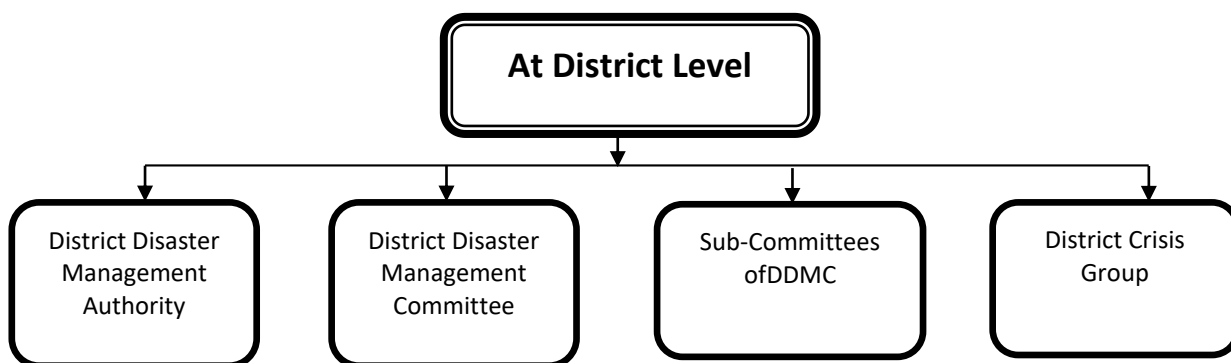 At District Level
District Disaster
Management
Authority
District Disaster
Management
Committee
Sub-Committees
ofDDMC
District Crisis
Group